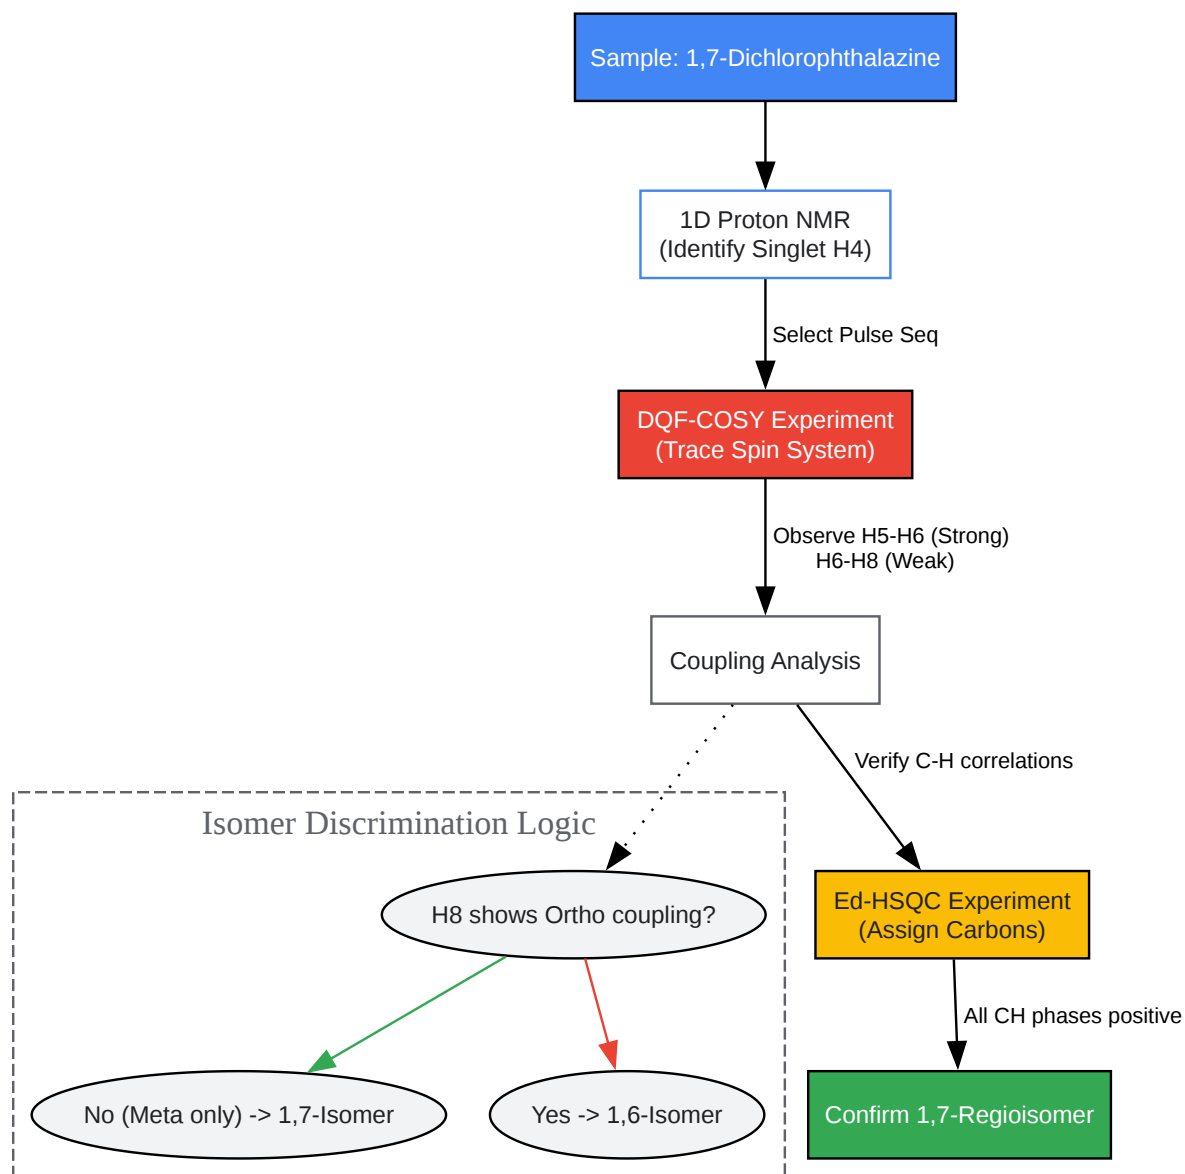 Sample: 1,7-Dichlorophthalazine
1D Proton NMR
(Identify Singlet H4)
Select Pulse Seq
DQF-COSY Experiment
(Trace Spin System)
Observe H5-H6 (Strong)
H6-H8 (Weak)
Coupling Analysis
Verify C-H correlations
Isomer Discrimination Logic
H8 shows Ortho coupling?
Ed-HSQC Experiment
(Assign Carbons)
All CH phases positive
No (Meta only) -> 1,7-Isomer
Yes -> 1,6-Isomer
Confirm 1,7-Regioisomer